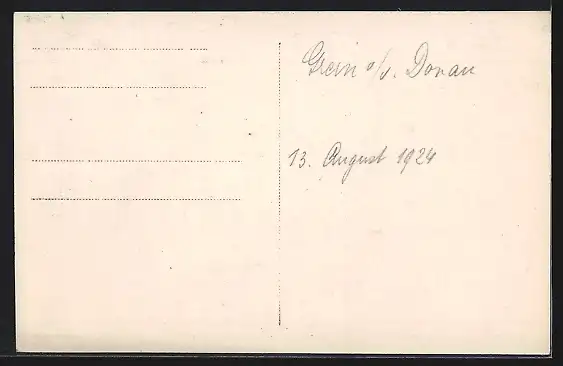 Grein a/d. Donau
13. August 1924